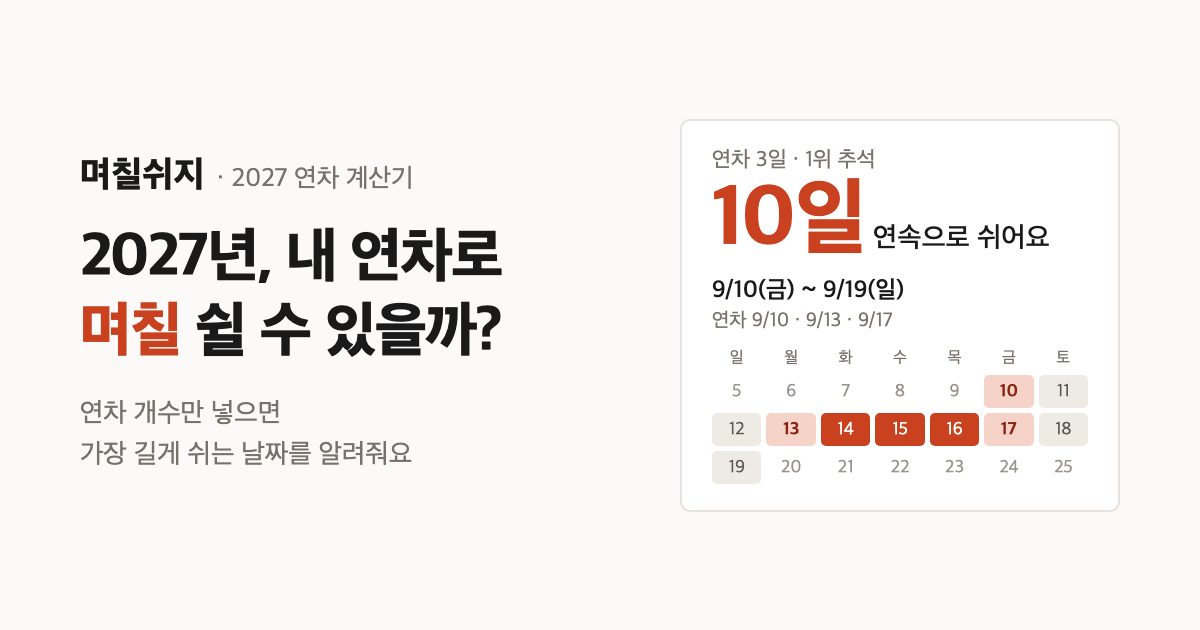 며칠쉬지 · 2027 연차 계산기
2027년, 내 연차로
며칠 쉴 수 있을까?
연차 개수만 넣으면
가장 길게 쉬는 날짜를 알려줘요
연차 3일 · 1위 추석
10일 연속으로 쉬어요
9/10(금) ~ 9/19(일)
연차 9/10 · 9/13 · 9/17
일 월 화 수 목 금 토
5 6 7 8 9 10 11
12 13 14 15 16 17 18
19 20 21 22 23 24 25